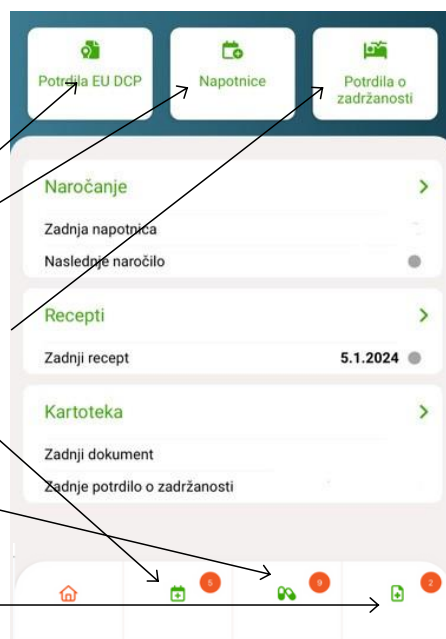 Potrdila EU DCP
Napotnice
Potrdila o
zadržanosti
Naročanje
Zadnja napotnica
Naslednje naročilo
Recepti
Zadnji recept 5.1.2024
Kartoteka
Zadnji dokument
Zadnje potrdilo o zadržanosti
5 9 2